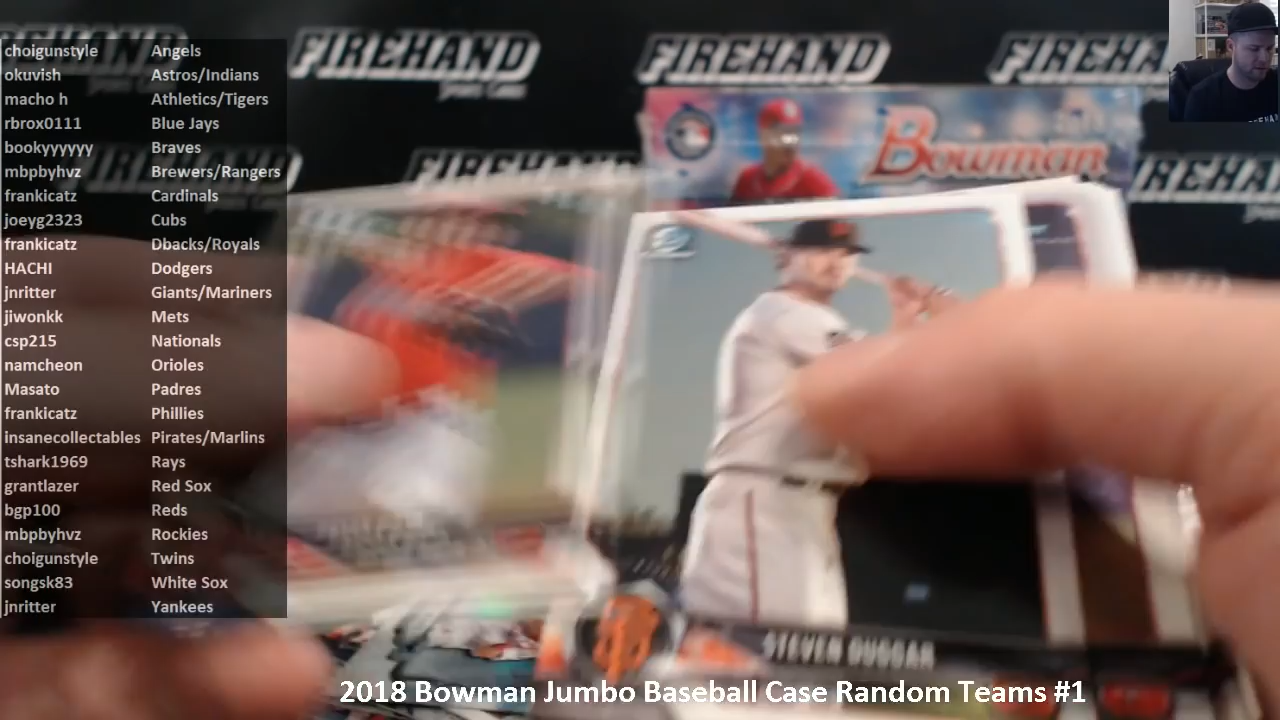 choigunstyle Angels
okuvish Astros/Indians
macho h Athletics/Tigers
rbrox0111 Blue Jays
bookyyyyyy Braves
mbpbyhvz Brewers/Rangers
frankicatz Cardinals
joeyg2323 Cubs
frankicatz Dbacks/Royals
HACHI Dodgers
jnritter Giants/Mariners
jiwonkk Mets
csp215 Nationals
namcheon Orioles
Masato Padres
frankicatz Phillies
insanecollectables Pirates/Marlins
tshark1969 Rays
grantlazer Red Sox
bgp100 Reds
mbpbyhvz Rockies
choigunstyle Twins
songsk83 White Sox
jnritter Yankees
FIREHAND FIREHAND FIREHAND
Bowman
FIREHAND
STEVEN DUGGAR
2018 Bowman Jumbo Baseball Case Random Teams #1